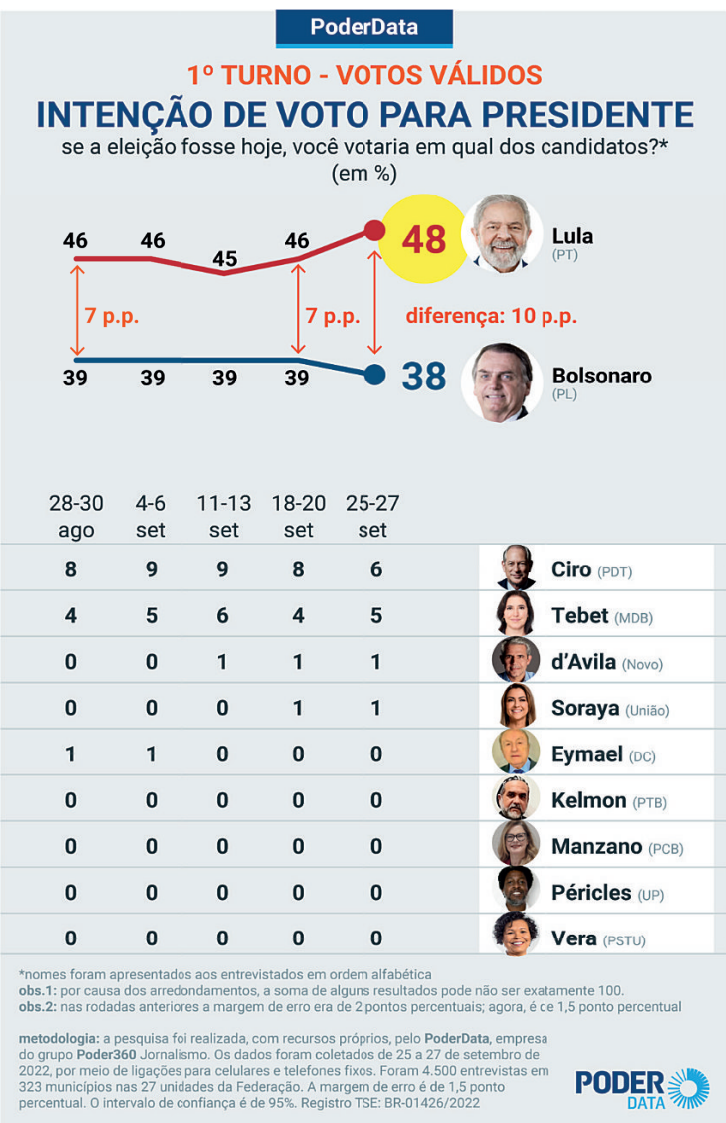 PoderData
1º TURNO - VOTOS VÁLIDOS
INTENÇÃO DE VOTO PARA PRESIDENTE
se a eleição fosse hoje, você votaria em qual dos candidatos?*
(em %)
46 46 45 46 48 Lula
(PT)
7 p.p. 7 p.p. diferença: 10 p.p.
39 39 39 39 38 Bolsonaro
(PL)
28-30 4-6 11-13 18-20 25-27
ago set set set set
8 9 9 8 6 Ciro (PDT)
4 5 6 4 5 Tebet (MDB)
0 0 1 1 1 d'Avila (Novo)
0 0 0 1 1 Soraya (União)
1 1 0 0 0 Eymael (DC)
0 0 0 0 0 Kelmon (PTB)
0 0 0 0 0 Manzano (PCB)
0 0 0 0 0 Péricles (UP)
0 0 0 0 0 Vera (PSTU)
*nomes foram apresentados aos entrevistados em ordem alfabética
obs.1: por causa dos arredondamentos, a soma de alguns resultados pode não ser exatamente 100.
obs.2: nas rodadas anteriores a margem de erro era de 2 pontos percentuais; agora, é de 1,5 ponto percentual
metodologia: a pesquisa foi realizada, com recursos próprios, pelo PoderData, empresa
do grupo Poder360 Jornalismo. Os dados foram coletados de 25 a 27 de setembro de
2022, por meio de ligações para celulares e telefones fixos. Foram 4.500 entrevistas em
323 municípios nas 27 unidades da Federação. A margem de erro é de 1,5 ponto
percentual. O intervalo de confiança é de 95%. Registro TSE: BR-01426/2022
PODER
DATA